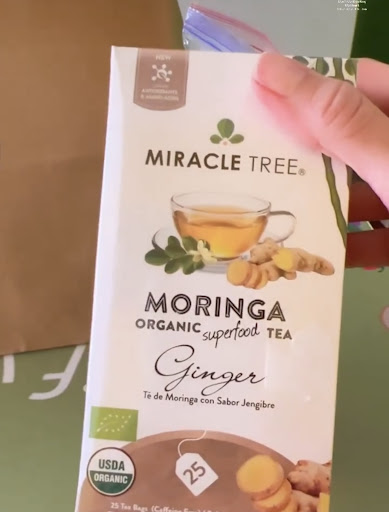 MIRACLE TREE®
MORINGA
ORGANIC superfood TEA
Ginger
Té de Moringa con Sabor Jengibre
USDA
ORGANIC
25
25 Tea Bags (Caffeine